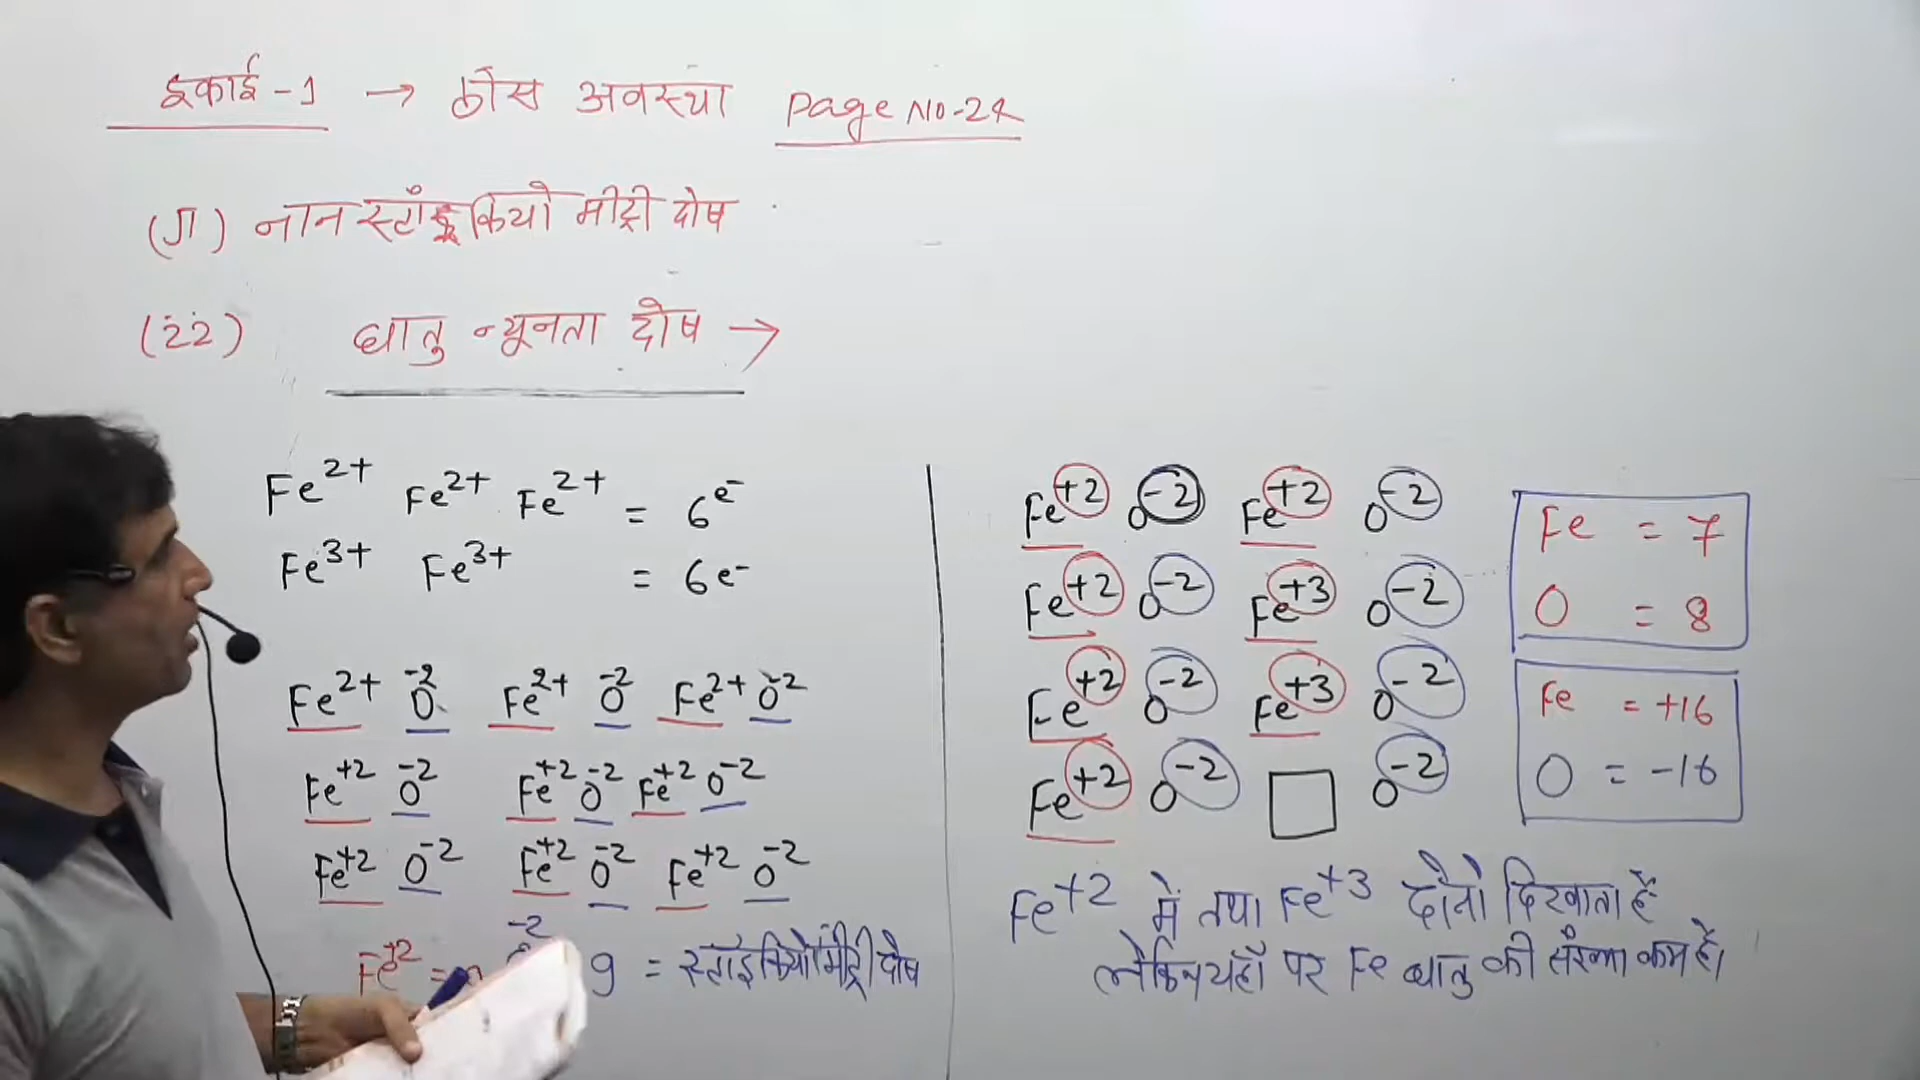 इकाई-1 → ठोस अवस्था Page No-24
(ग) नान स्टॉइकियोमीट्री दोष
(22) धातु न्यूनता दोष →
Fe2+ Fe2+ Fe2+ = 6e-
Fe3+ Fe3+ = 6e-
Fe2+ O-2 Fe2+ O-2 Fe2+ O-2
Fe+2 O-2 Fe+2 O-2 Fe+2 O-2
Fe+2 O-2 Fe+2 O-2 Fe+2 O-2
Fe+2 = -2 9 = स्टॉइकियोमीट्री दोष
Fe+2 O-2 Fe+2 O-2
Fe+2 O-2 Fe+3 O-2
Fe+2 O-2 Fe+3 O-2
Fe+2 O-2 O-2
Fe = 7
O = 8
Fe = +16
O = -16
Fe+2 में तथा Fe+3 दोनो दिखाता है
लेकिन यहाँ पर Fe धातु की संख्या कम है।